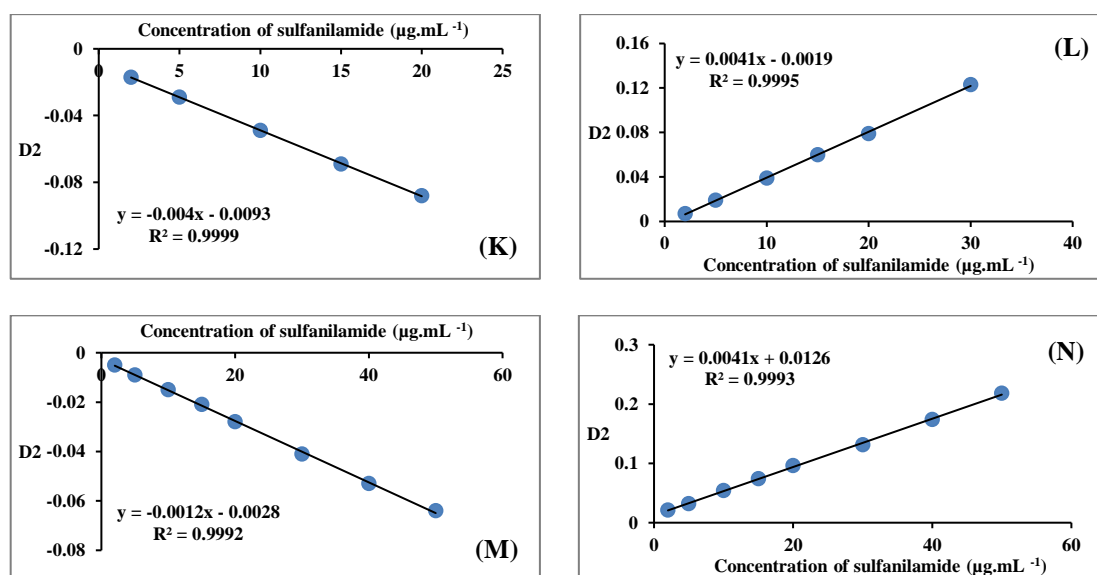 Concentration of sulfanilamide (µg.mL -1)
0
0 5 10 15 20 25
-0.04
D2
-0.08
y = -0.004x - 0.0093
R² = 0.9999
-0.12
(K)
0.16
(L)
y = 0.0041x - 0.0019
R² = 0.9995
0.12
D2 0.08
0.04
0
0 10 20 30 40
Concentration of sulfanilamide (µg.mL -1)
Concentration of sulfanilamide (µg.mL -1)
0
0 20 40 60
-0.02
D2 -0.04
-0.06
y = -0.0012x - 0.0028
R² = 0.9992
-0.08
(M)
0.3
(N)
y = 0.0041x + 0.0126
R² = 0.9993
0.2
D2
0.1
0
0 20 40 60
Concentration of sulfanilamide (µg.mL -1)